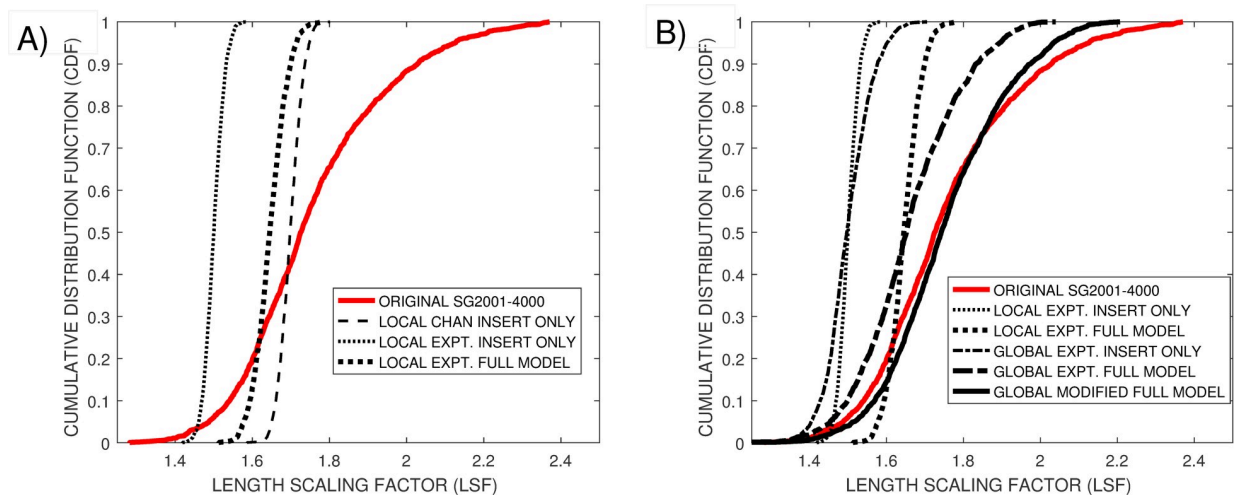 A)
CUMULATIVE DISTRIBUTION FUNCTION (CDF)
1
0.9
0.8
0.7
0.6
0.5
0.4
0.3
0.2
0.1
0
ORIGINAL SG2001-4000
LOCAL CHAN INSERT ONLY
LOCAL EXPT. INSERT ONLY
LOCAL EXPT. FULL MODEL
1.4 1.6 1.8 2 2.2 2.4
LENGTH SCALING FACTOR (LSF)
B)
CUMULATIVE DISTRIBUTION FUNCTION (CDF)
1
0.9
0.8
0.7
0.6
0.5
0.4
0.3
0.2
0.1
0
ORIGINAL SG2001-4000
LOCAL EXPT. INSERT ONLY
LOCAL EXPT. FULL MODEL
GLOBAL EXPT. INSERT ONLY
GLOBAL EXPT. FULL MODEL
GLOBAL MODIFIED FULL MODEL
1.4 1.6 1.8 2 2.2 2.4
LENGTH SCALING FACTOR (LSF)